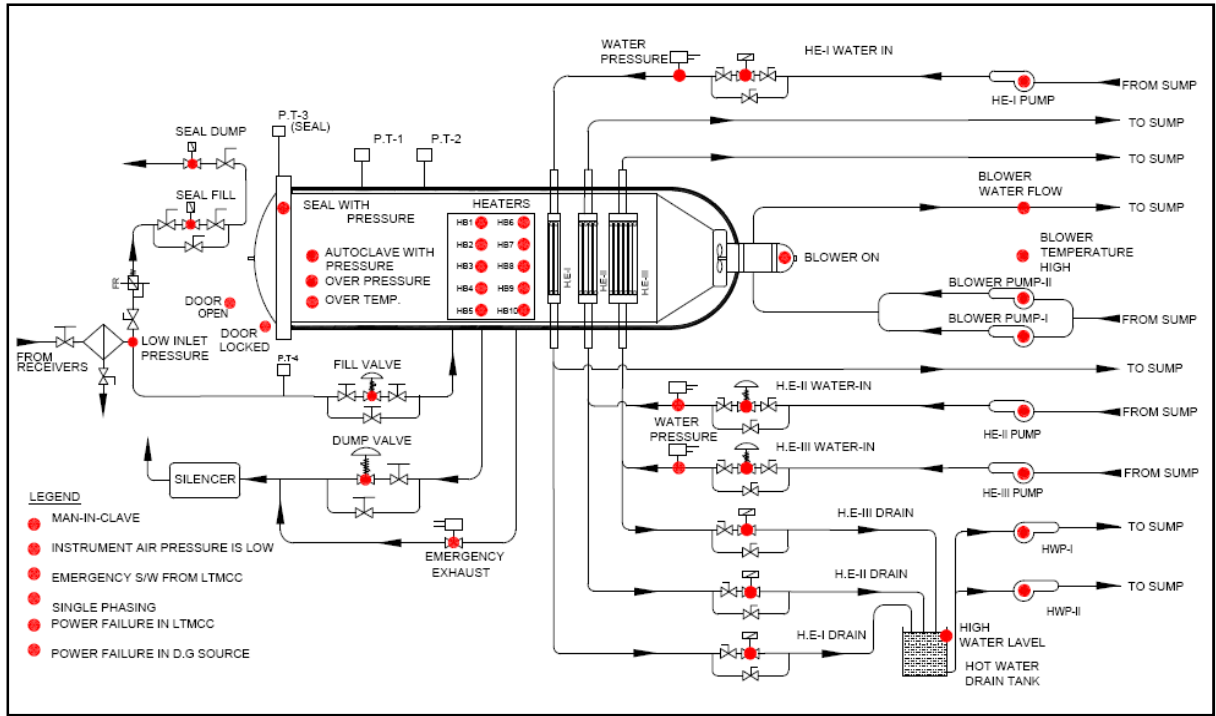 WATER
PRESSURE
HE-I WATER IN
HE-I PUMP
FROM SUMP
TO SUMP
TO SUMP
P.T-3
(SEAL)
P.T-1
P.T-2
SEAL DUMP
SEAL FILL
BLOWER
WATER FLOW
TO SUMP
SEAL WITH
PRESSURE
HEATERS
HB1
HB2
HB3
HB4
HB5
HB6
HB7
HB8
HB9
HB10
AUTOCLAVE WITH
PRESSURE
OVER PRESSURE
OVER TEMP.
H.E-I
H.E-II
H.E-III
BLOWER ON
BLOWER
TEMPERATURE
HIGH
BLOWER PUMP-II
BLOWER PUMP-I
FROM SUMP
FR
DOOR
OPEN
DOOR
LOCKED
LOW INLET
PRESSURE
FROM
RECEIVERS
P.T-4
FILL VALVE
TO SUMP
H.E-II WATER-IN
WATER
PRESSURE
HE-II PUMP
FROM SUMP
DUMP VALVE
H.E-III WATER-IN
HE-III PUMP
FROM SUMP
SILENCER
EMERGENCY
EXHAUST
LEGEND
MAN-IN-CLAVE
INSTRUMENT AIR PRESSURE IS LOW
EMERGENCY S/W FROM LTMCC
SINGLE PHASING
POWER FAILURE IN LTMCC
POWER FAILURE IN D.G SOURCE
H.E-III DRAIN
H.E-II DRAIN
H.E-I DRAIN
HWP-I
TO SUMP
HWP-II
TO SUMP
HIGH
WATER LAVEL
HOT WATER
DRAIN TANK